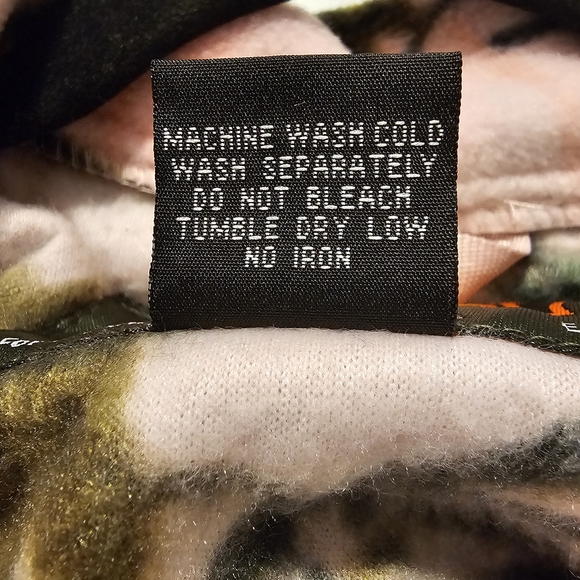 MACHINE WASH COLD
WASH SEPARATELY
DO NOT BLEACH
TUMBLE DRY LOW
NO IRON